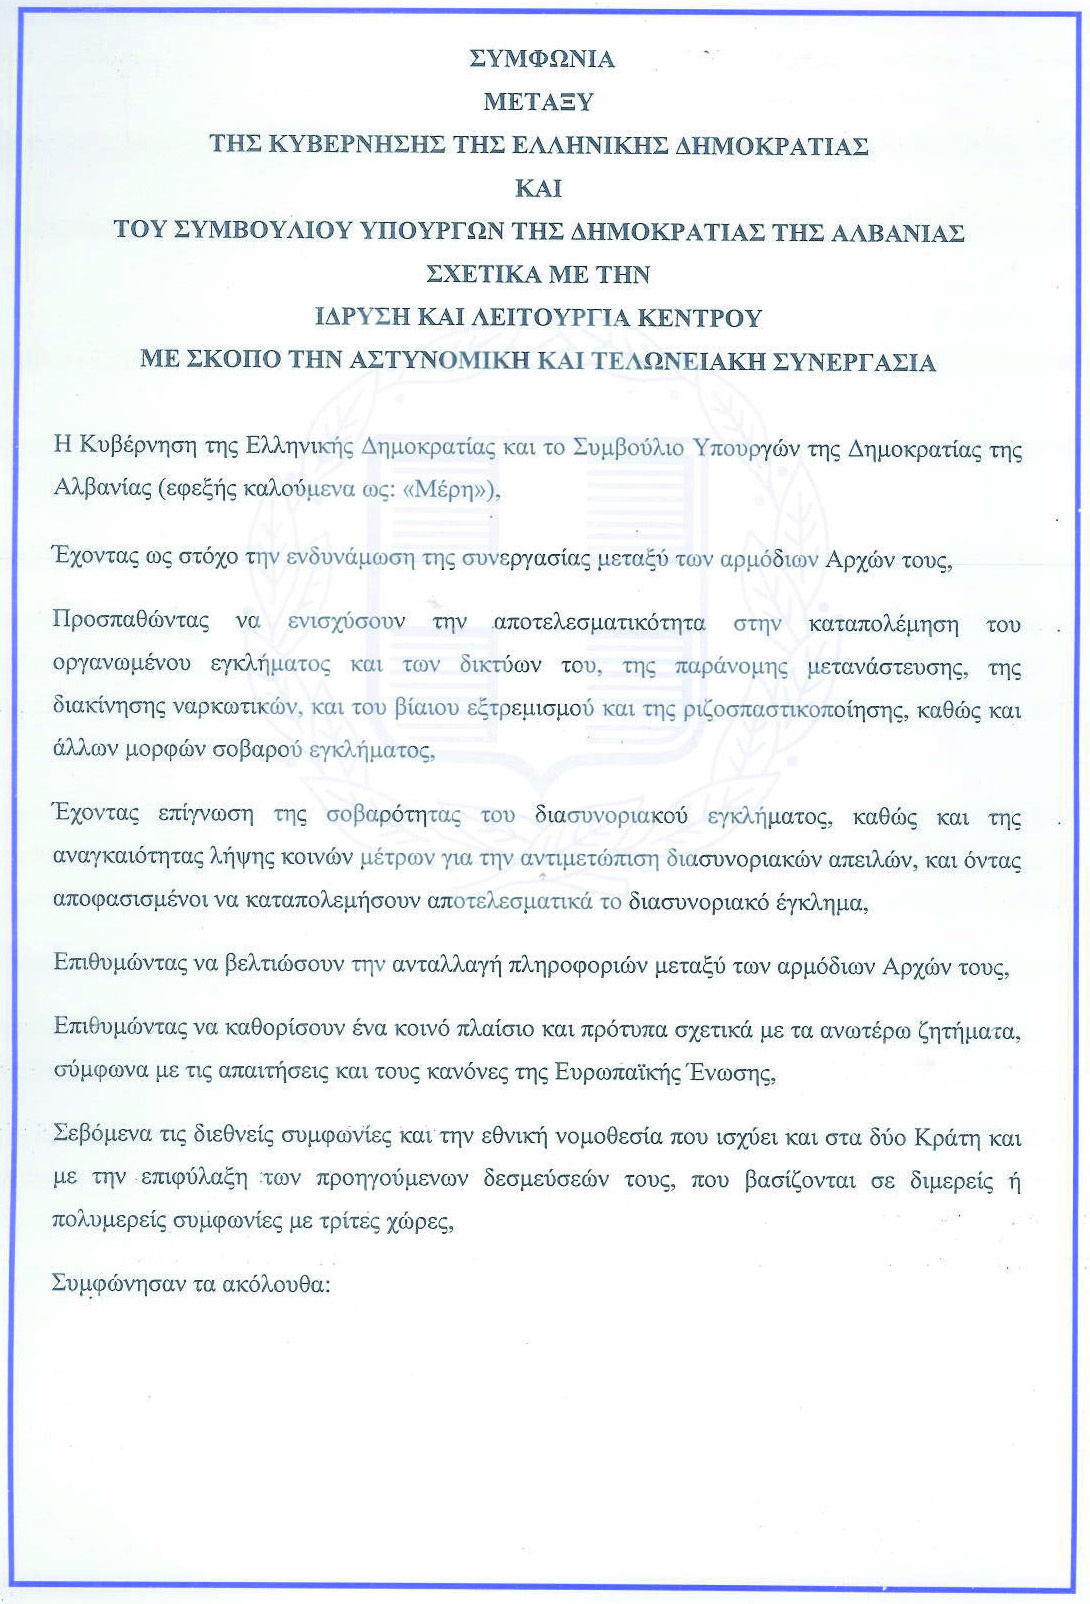 ΣΥΜΦΩΝΙΑ
ΜΕΤΑΞΥ
ΤΗΣ ΚΥΒΕΡΝΗΣΗΣ ΤΗΣ ΕΛΛΗΝΙΚΗΣ ΔΗΜΟΚΡΑΤΙΑΣ
ΚΑΙ
ΤΟΥ ΣΥΜΒΟΥΛΙΟΥ ΥΠΟΥΡΓΩΝ ΤΗΣ ΔΗΜΟΚΡΑΤΙΑΣ ΤΗΣ ΑΛΒΑΝΙΑΣ
ΣΧΕΤΙΚΑ ΜΕ ΤΗΝ
ΙΔΡΥΣΗ ΚΑΙ ΛΕΙΤΟΥΡΓΙΑ ΚΕΝΤΡΟΥ
ΜΕ ΣΚΟΠΟ ΤΗΝ ΑΣΤΥΝΟΜΙΚΗ ΚΑΙ ΤΕΛΩΝΕΙΑΚΗ ΣΥΝΕΡΓΑΣΙΑ
Η Κυβέρνηση της Ελληνικής Δημοκρατίας και το Συμβούλιο Υπουργών της Δημοκρατίας της
Αλβανίας (εφεξής καλούμενα ως: «Μέρη»),
Έχοντας ως στόχο την ενδυνάμωση της συνεργασίας μεταξύ των αρμόδιων Αρχών τους,
Προσπαθώντας να ενισχύσουν την αποτελεσματικότητα στην καταπολέμηση του
οργανωμένου εγκλήματος και των δικτύων του, της παράνομης μετανάστευσης, της
διακίνησης ναρκωτικών, και του βίαιου εξτρεμισμού και της ριζοσπαστικοποίησης, καθώς και
άλλων μορφών σοβαρού εγκλήματος,
Έχοντας επίγνωση της σοβαρότητας του διασυνοριακού εγκλήματος, καθώς και της
αναγκαιότητας λήψης κοινών μέτρων για την αντιμετώπιση διασυνοριακών απειλών, και όντας
αποφασισμένοι να καταπολεμήσουν αποτελεσματικά το διασυνοριακό έγκλημα,
Επιθυμώντας να βελτιώσουν την ανταλλαγή πληροφοριών μεταξύ των αρμόδιων Αρχών τους,
Επιθυμώντας να καθορίσουν ένα κοινό πλαίσιο και πρότυπα σχετικά με τα ανωτέρω ζητήματα,
σύμφωνα με τις απαιτήσεις και τους κανόνες της Ευρωπαϊκής Ένωσης,
Σεβόμενα τις διεθνείς συμφωνίες και την εθνική νομοθεσία που ισχύει και στα δύο Κράτη και
με την επιφύλαξη των προηγούμενων δεσμεύσεών τους, που βασίζονται σε διμερείς ή
πολυμερείς συμφωνίες με τρίτες χώρες,
Συμφώνησαν τα ακόλουθα: